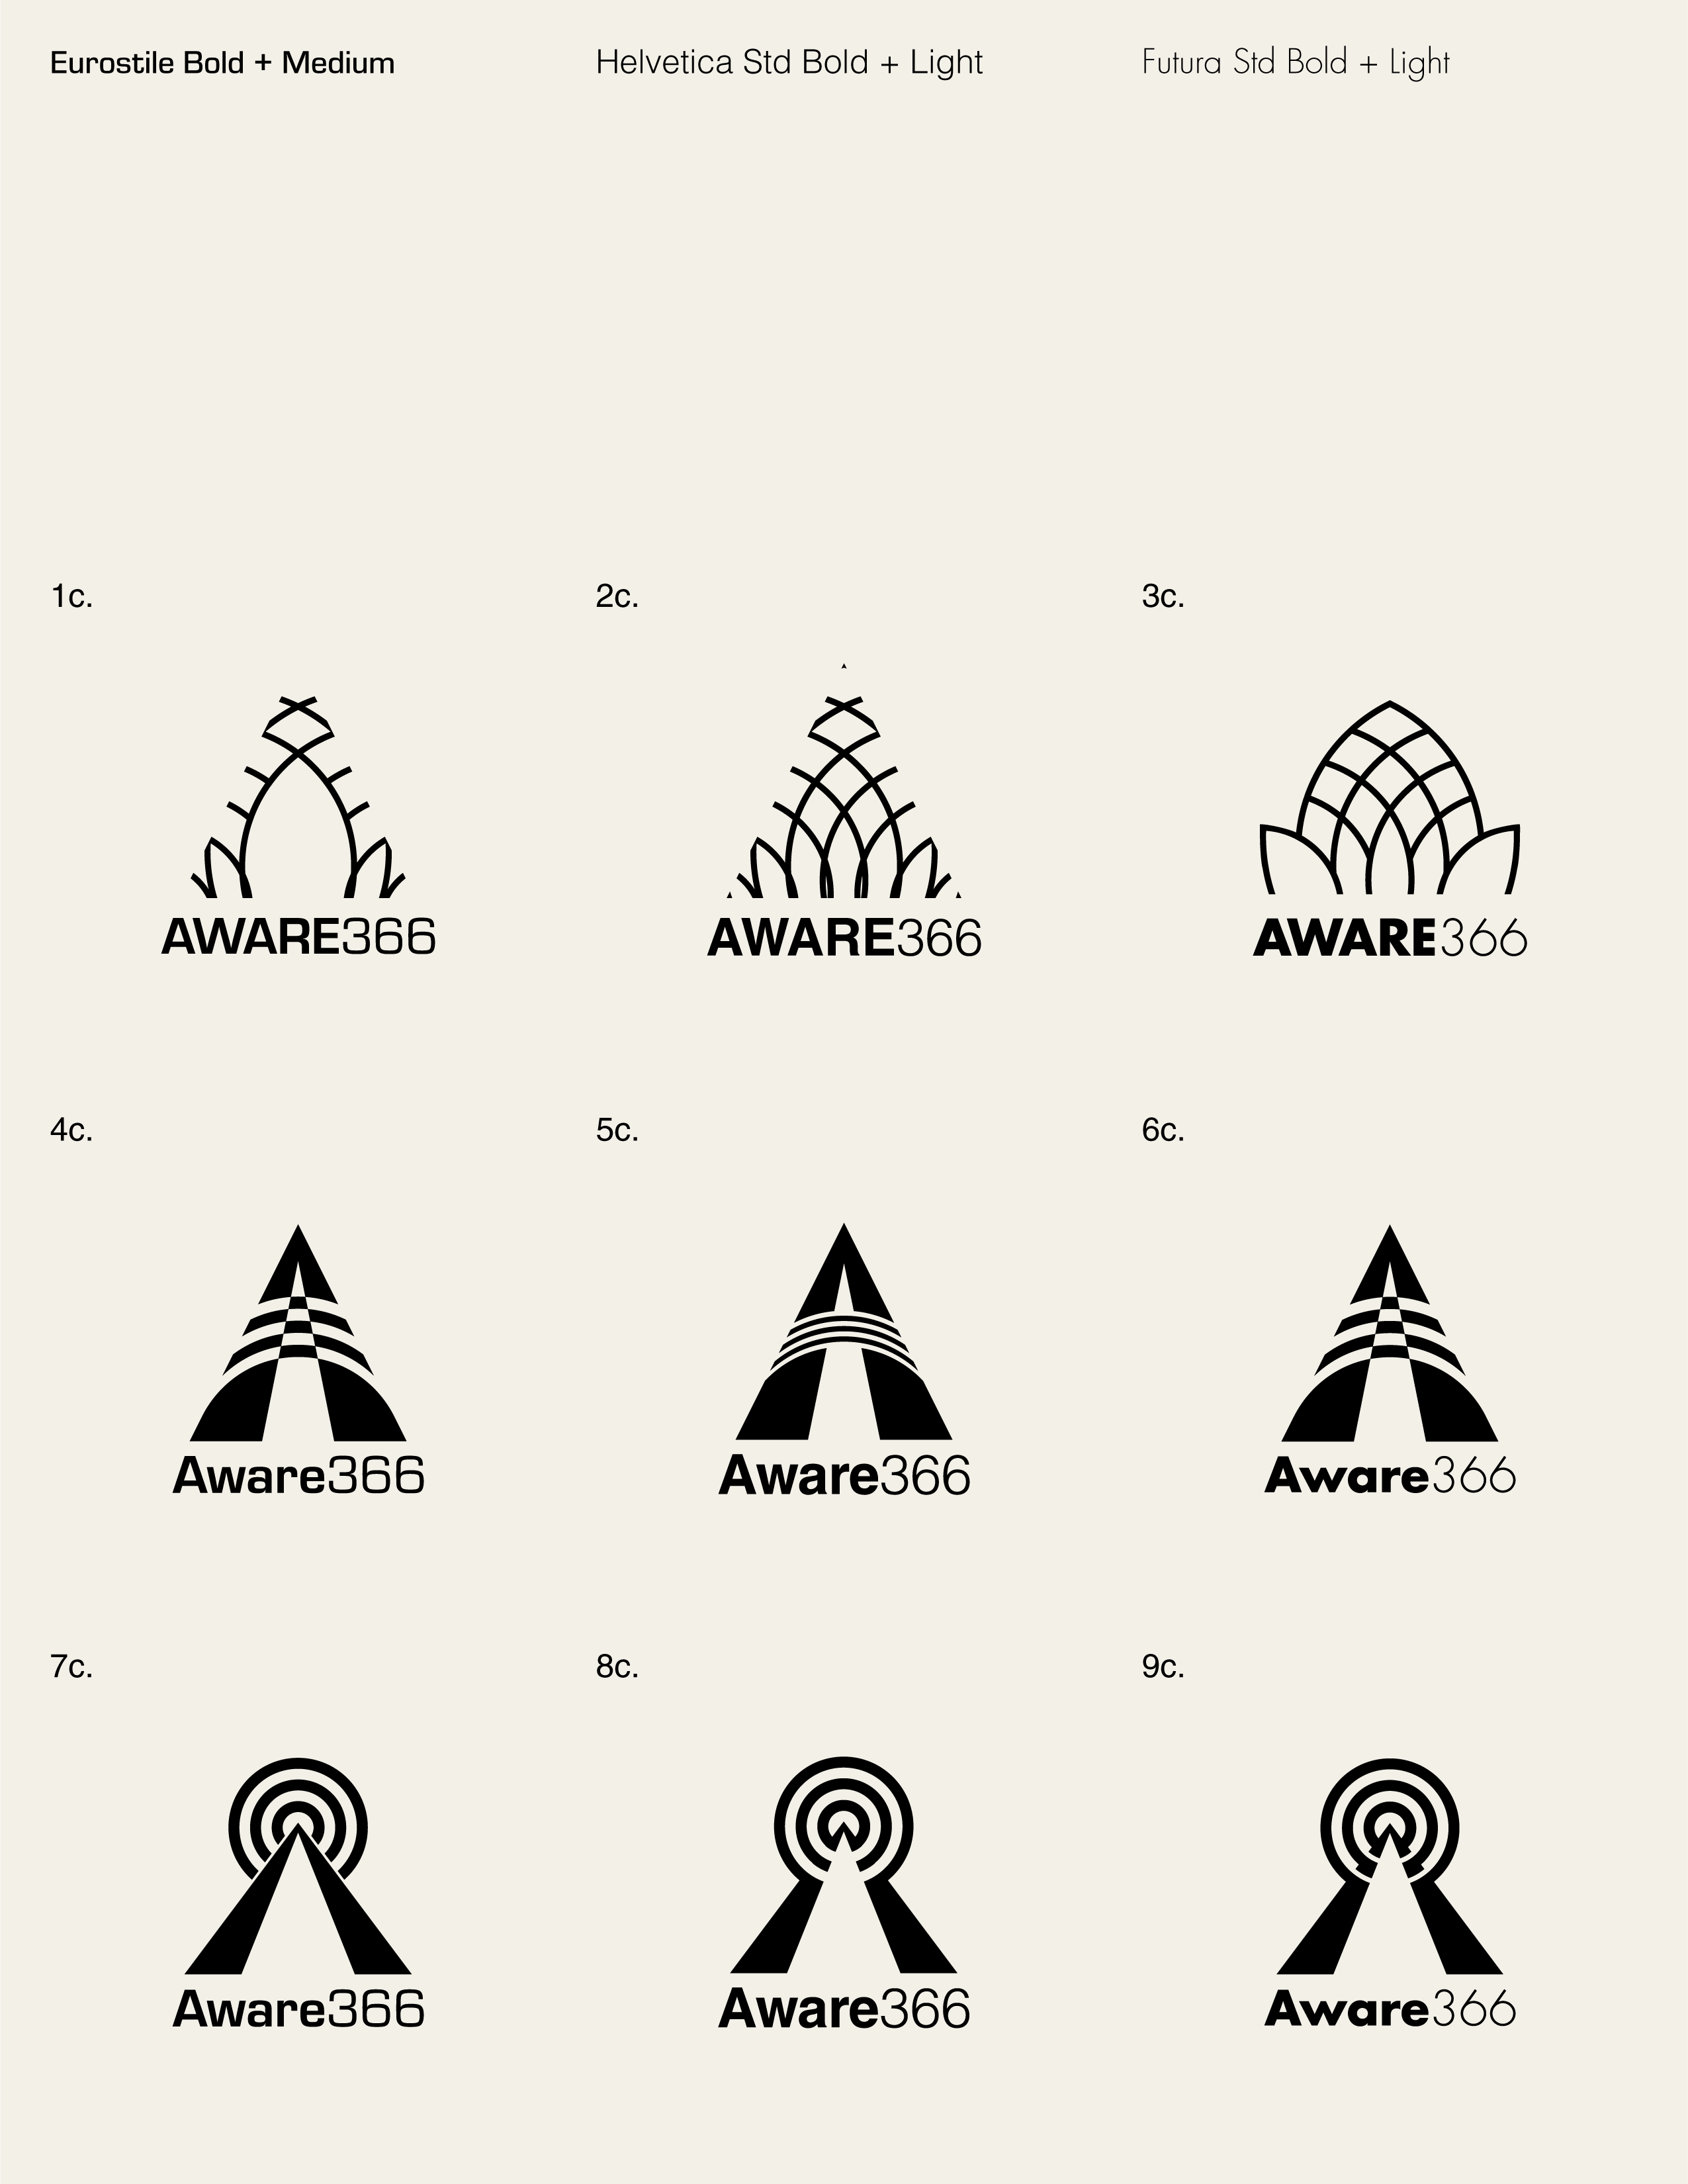 Eurostile Bold + Medium
Helvetica Std Bold + Light
Futura Std Bold + Light
1c.
2c.
3c.
AWARE366
AWARE366
AWARE366
4c.
5c.
6c.
Aware366
Aware366
Aware366
7c.
8c.
9c.
Aware366
Aware366
Aware366